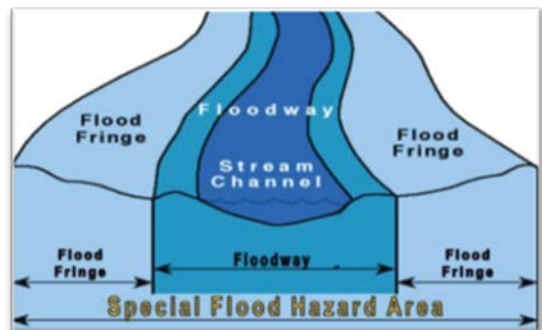 Floodway
Flood
Fringe
Flood
Fringe
Stream
Channel
Flood
Fringe
Floodway
Flood
Fringe
Special Flood Hazard Area